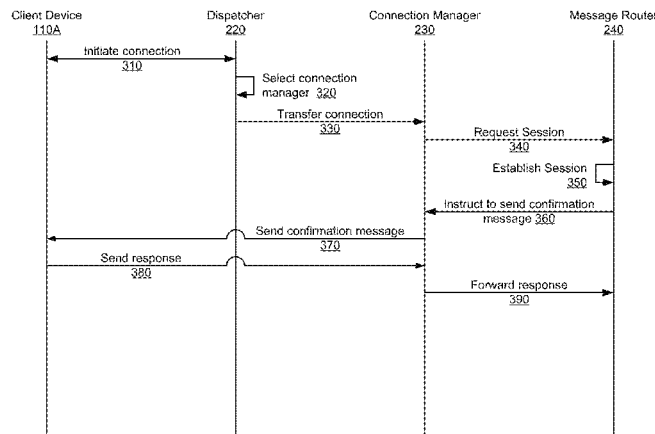 Client Device
110A
Dispatcher
220
Connection Manager
230
Message Router
240
Initiate connection
310
Select connection
manager 320
Transfer connection
330
Request Session
340
Establish Session
350
Instruct to send confirmation
message 360
Send confirmation message
370
Send response
380
Forward response
390